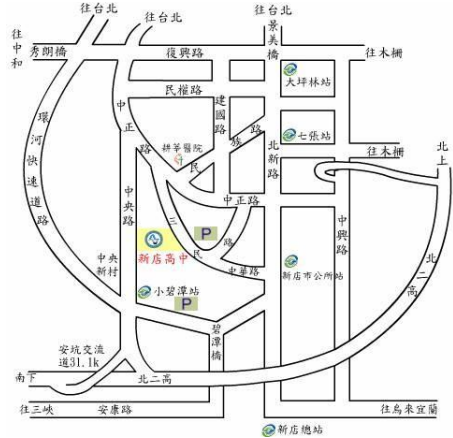 往台北
往台北
往台北
往中和
秀朗橋
復興路
景美橋
往木柵
大坪林站
民權路
建國路
環河快速道路
中正路
民族路
七張站
耕莘醫院
北新路
往木柵
北上
中央路
中正路
三民路
P
中興路
新店高中
中央新村
中華路
新店市公所站
北二高
小碧潭站
P
碧潭橋
安坑交流道31.1k
南下
北二高
往三峽
安康路
往烏來宜蘭
新店總站